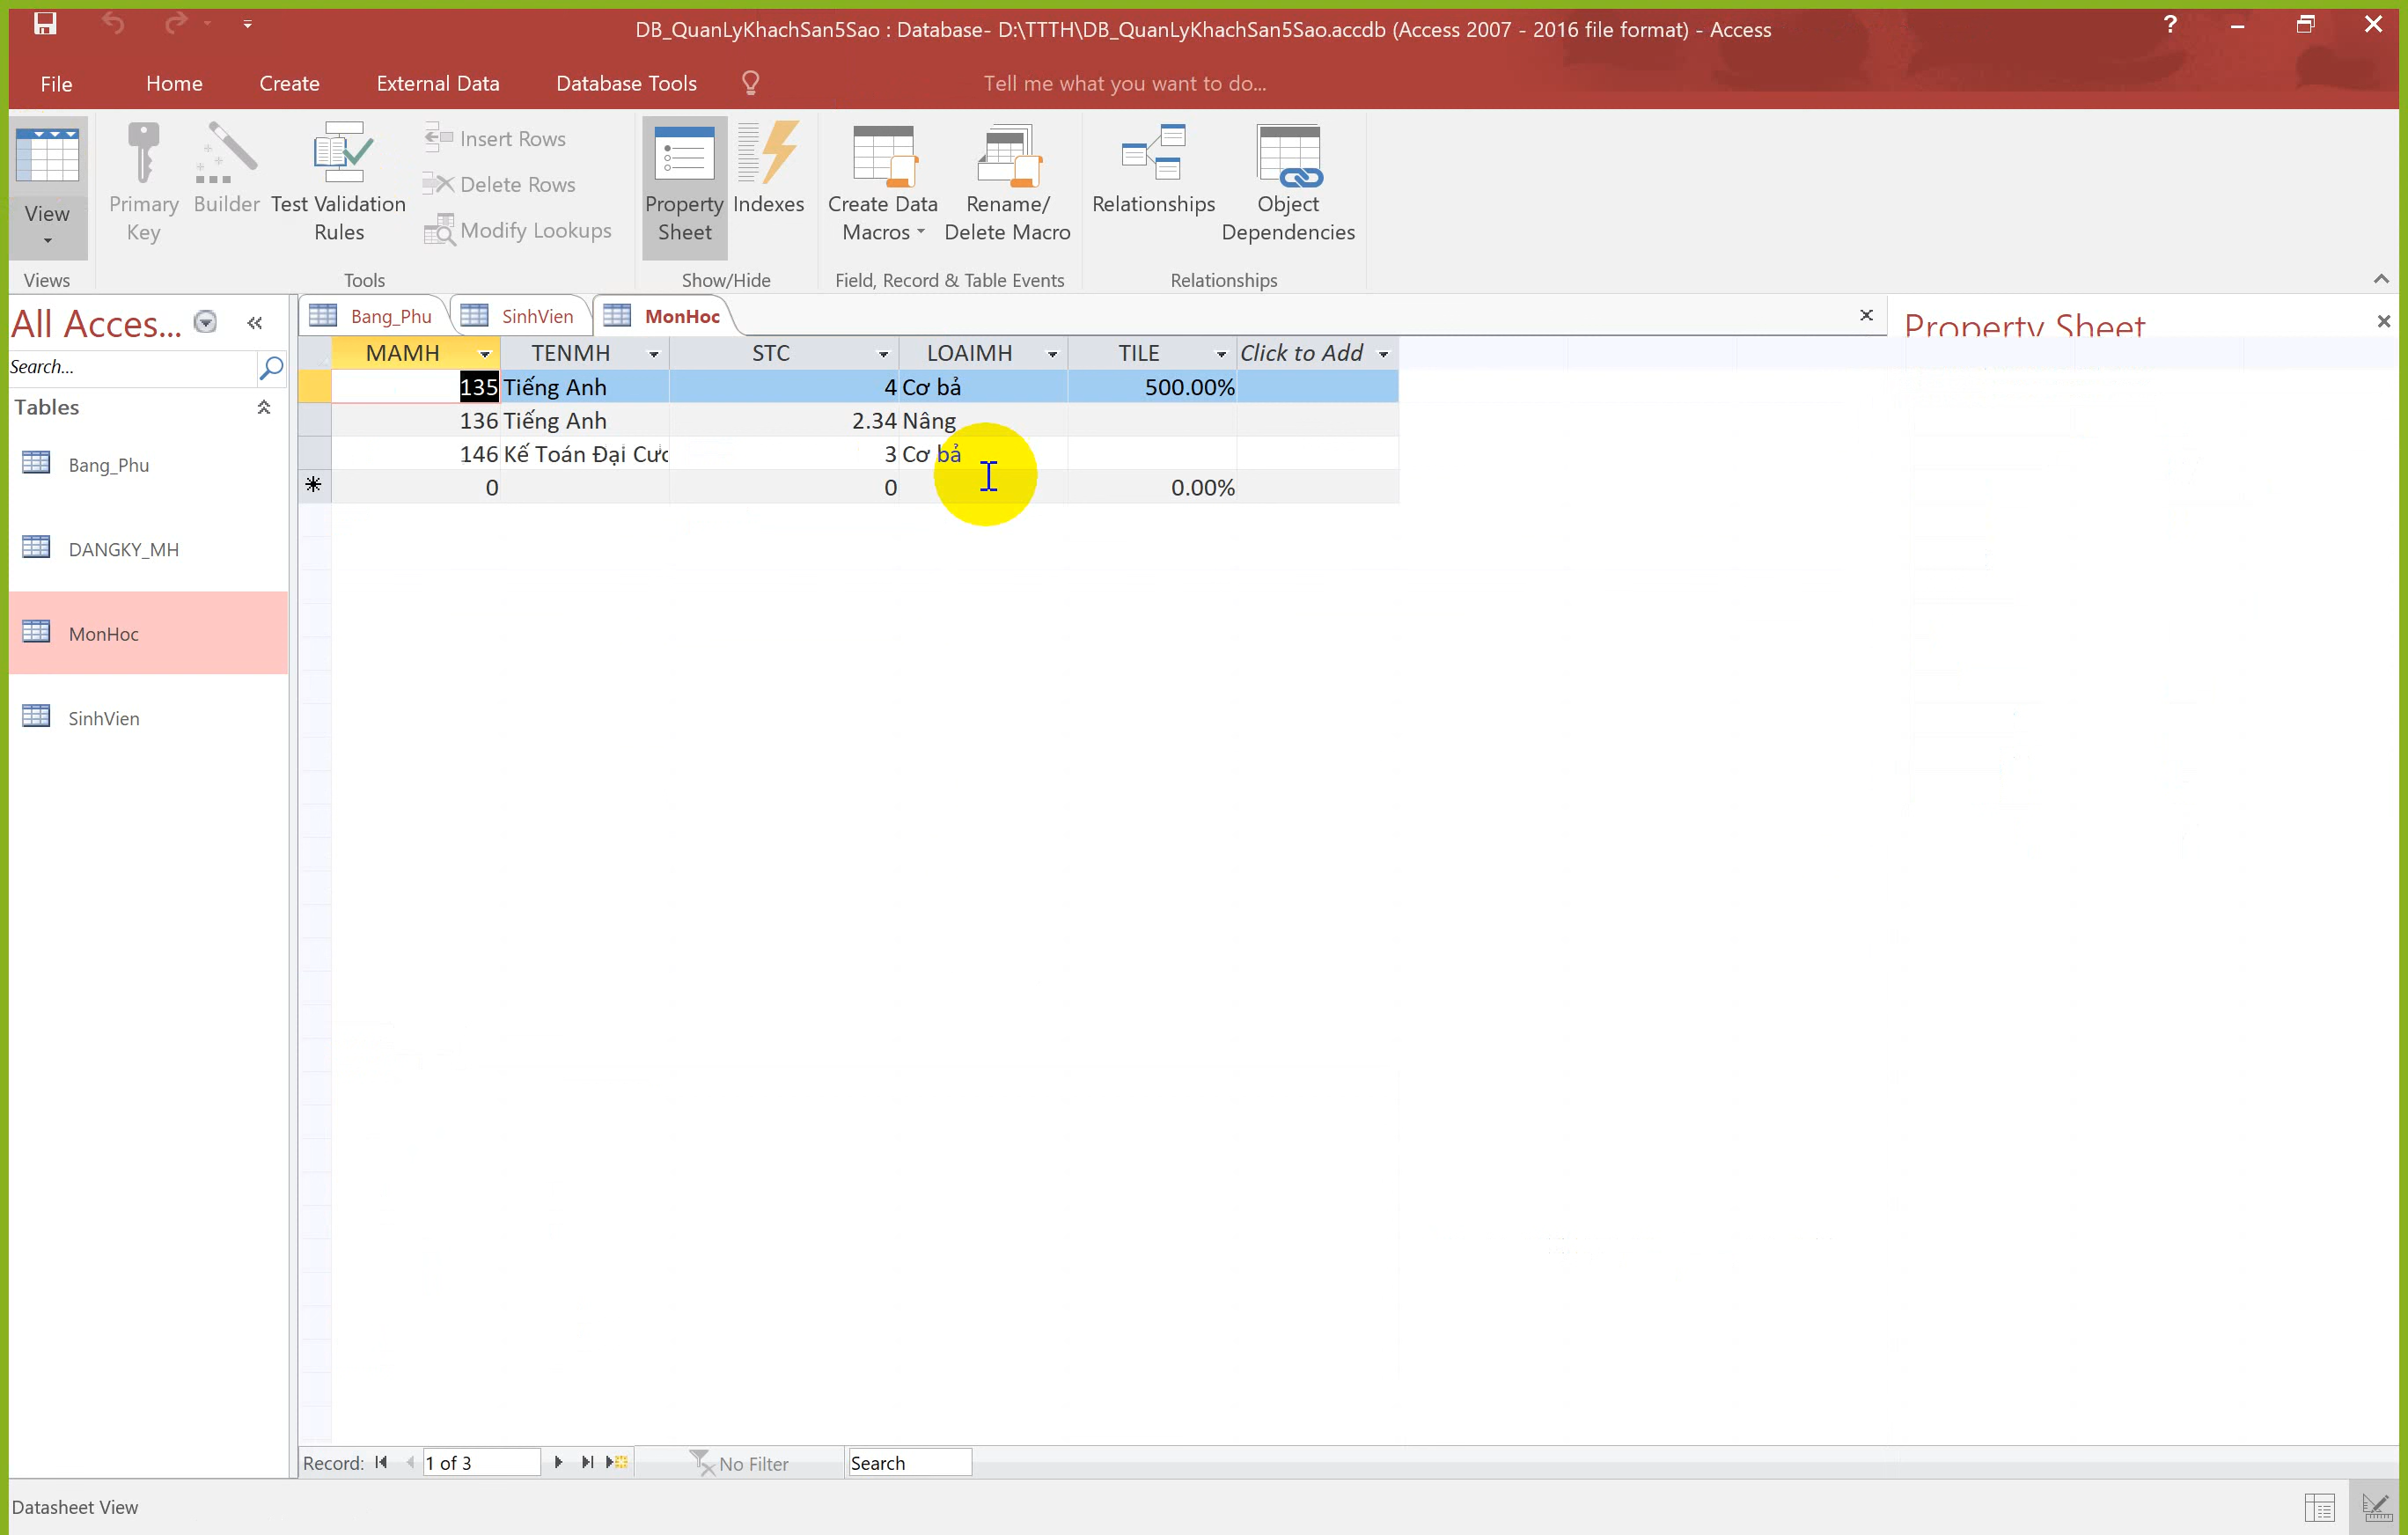 DB_QuanLyKhachSan5Sao : Database- D:\TTTH\DB_QuanLyKhachSan5Sao.accdb (Access 2007 - 2016 file format) - Access
?
File Home Create External Data Database Tools Tell me what you want to do...
View
Primary Key
Builder
Test Validation Rules
Insert Rows
Delete Rows
Modify Lookups
Property Sheet
Indexes
Create Data Macros
Rename/ Delete Macro
Relationships
Object Dependencies
Views Tools Show/Hide Field, Record & Table Events Relationships
All Acces...
Search...
Tables
Bang_Phu
DANGKY_MH
MonHoc
SinhVien
Bang_Phu SinhVien MonHoc
Property Sheet
MAMH TENMH STC LOAIMH TILE Click to Add
135 Tiếng Anh 4 Cơ bả 500.00%
136 Tiếng Anh 2.34 Nâng
146 Kế Toán Đại Cươ 3 Cơ bả
0 0 0.00%
Record: 1 of 3 No Filter Search
Datasheet View